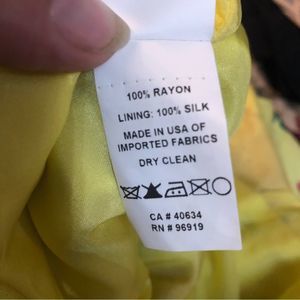 100% RAYON
LINING: 100% SILK
MADE IN USA OF
IMPORTED FABRICS
DRY CLEAN
CA # 40634
RN # 96919